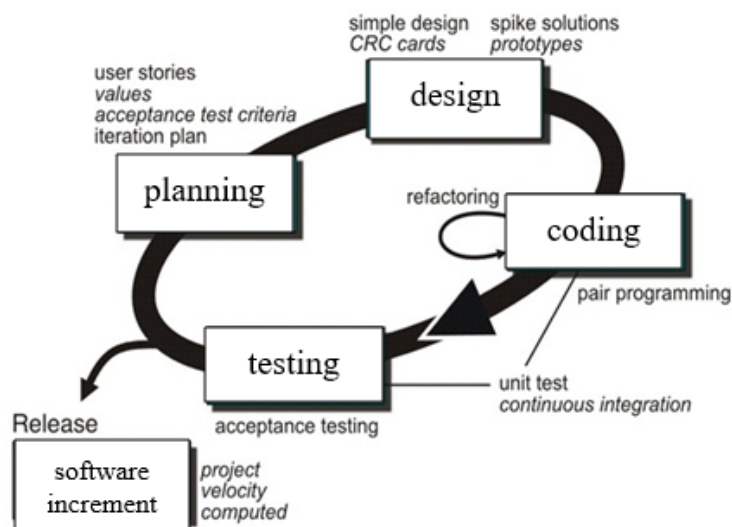 simple design
CRC cards
spike solutions
prototypes
design
user stories
values
acceptance test criteria
iteration plan
planning
refactoring
coding
pair programming
testing
unit test
continuous integration
acceptance testing
Release
software
increment
project
velocity
computed